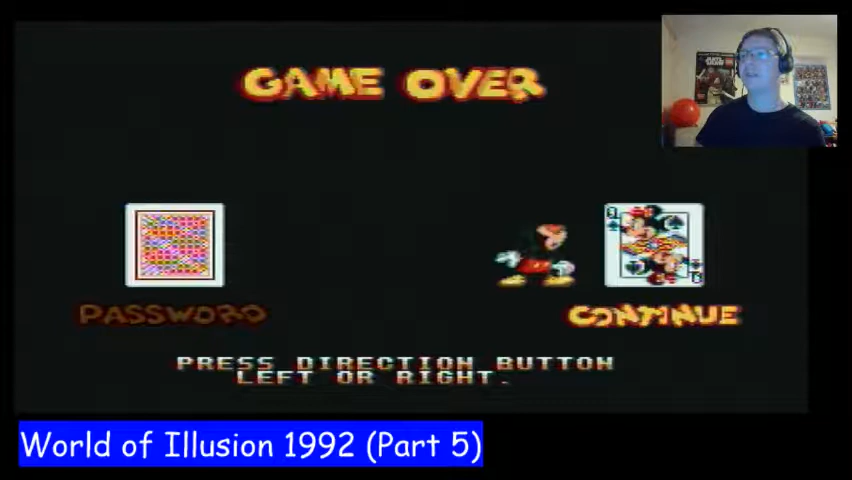 GAME OVER
PASSWORD
CONTINUE
PRESS DIRECTION BUTTON
LEFT OR RIGHT.
World of Illusion 1992 (Part 5)